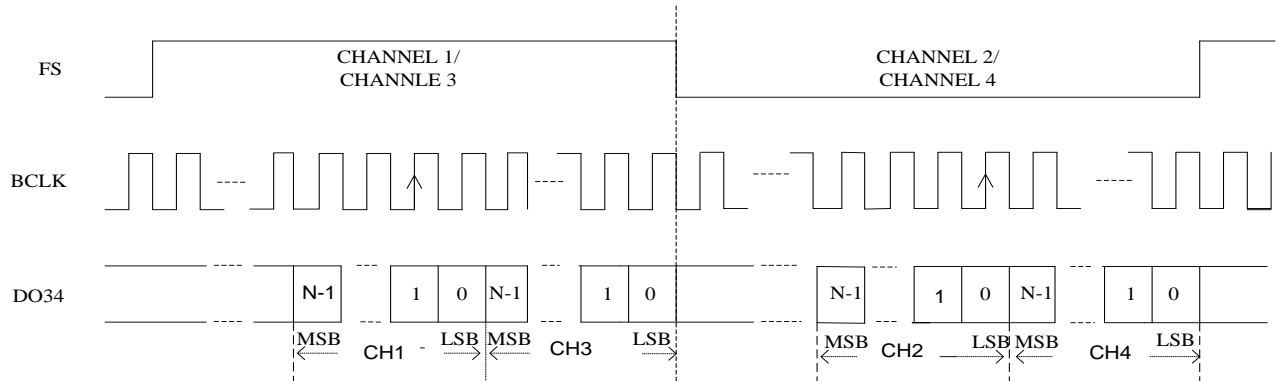 FS
CHANNEL 1/
CHANNLE 3
CHANNEL 2/
CHANNEL 4
BCLK
DO34
N-1 1 0 N-1 1 0 N-1 1 0 N-1 1 0
MSB LSB MSB LSB MSB LSB MSB LSB
CH1 - CH3 CH2 CH4